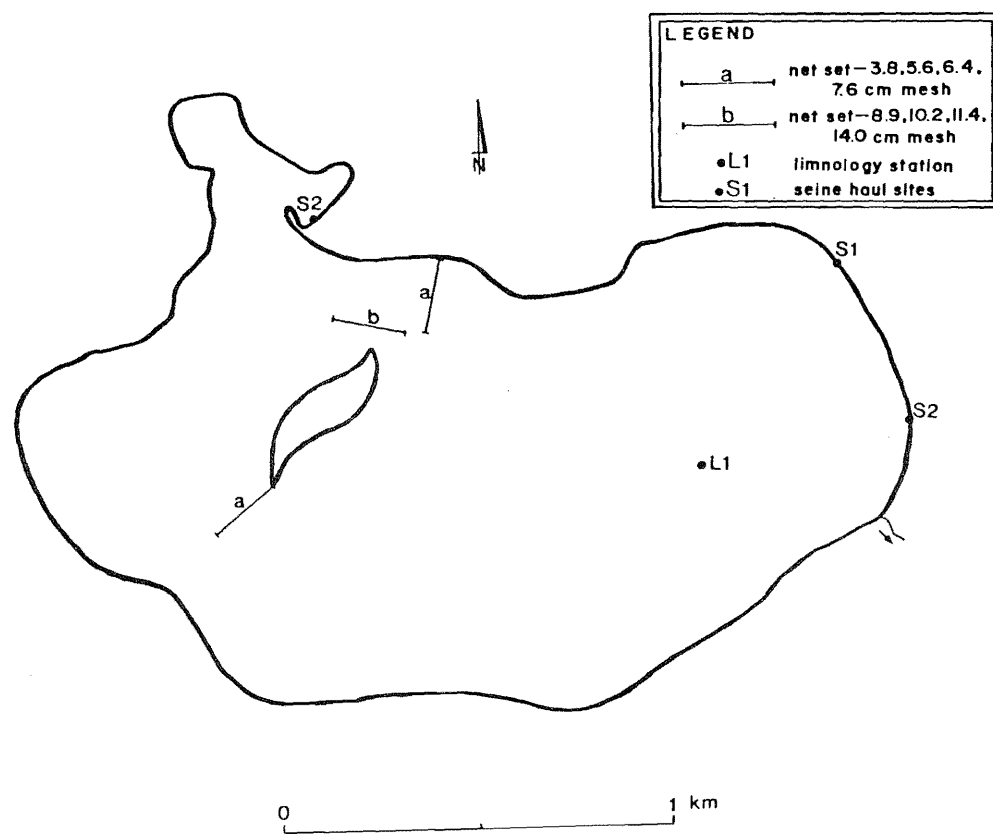 LEGEND
a net set-3.8,5.6,6.4,
7.6 cm mesh
b net set-8.9,10.2,11.4,
14.0 cm mesh
L1 limnology station
S1 seine haul sites
N
S2
S1
a
b
S2
L1
a
0 1 km